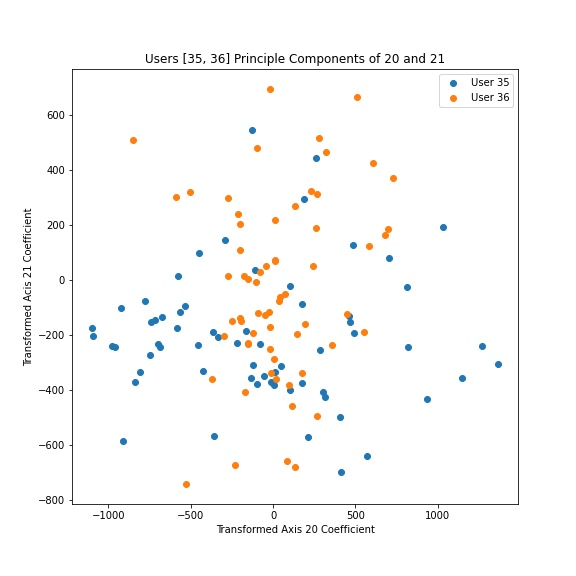 Users [35, 36] Principle Components of 20 and 21
User 35
User 36
Transformed Acis 21 Coefficient
600
400
200
0
−200
−400
−600
−800
−1000
−500
0
500
1000
Transformed Axis 20 Coefficient